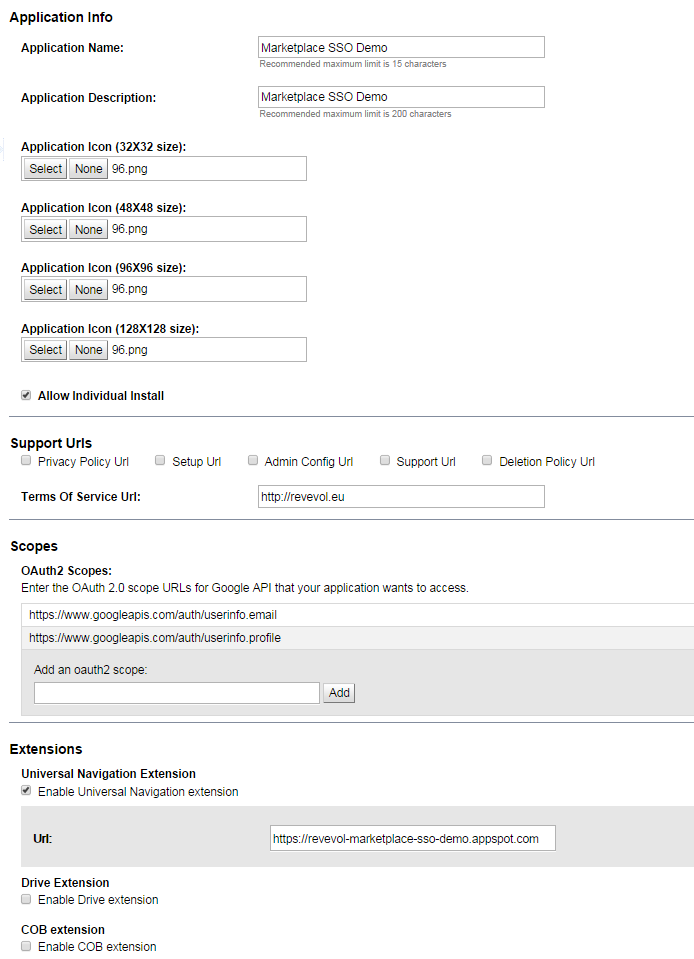 Application Info
Application Name: Marketplace SSO Demo
Recommended maximum limit is 15 characters
Application Description: Marketplace SSO Demo
Recommended maximum limit is 200 characters
Application Icon (32X32 size):
Select None 96.png
Application Icon (48X48 size):
Select None 96.png
Application Icon (96X96 size):
Select None 96.png
Application Icon (128X128 size):
Select None 96.png
Allow Individual Install
Support Urls
Privacy Policy Url Setup Url Admin Config Url Support Url Deletion Policy Url
Terms Of Service Url: http://revevol.eu
Scopes
OAuth2 Scopes:
Enter the OAuth 2.0 scope URLs for Google API that your application wants to access.
https://www.googleapis.com/auth/userinfo.email
https://www.googleapis.com/auth/userinfo.profile
Add an oauth2 scope:
Add
Extensions
Universal Navigation Extension
Enable Universal Navigation extension
Url: https://revevol-marketplace-sso-demo.appspot.com
Drive Extension
Enable Drive extension
COB extension
Enable COB extension